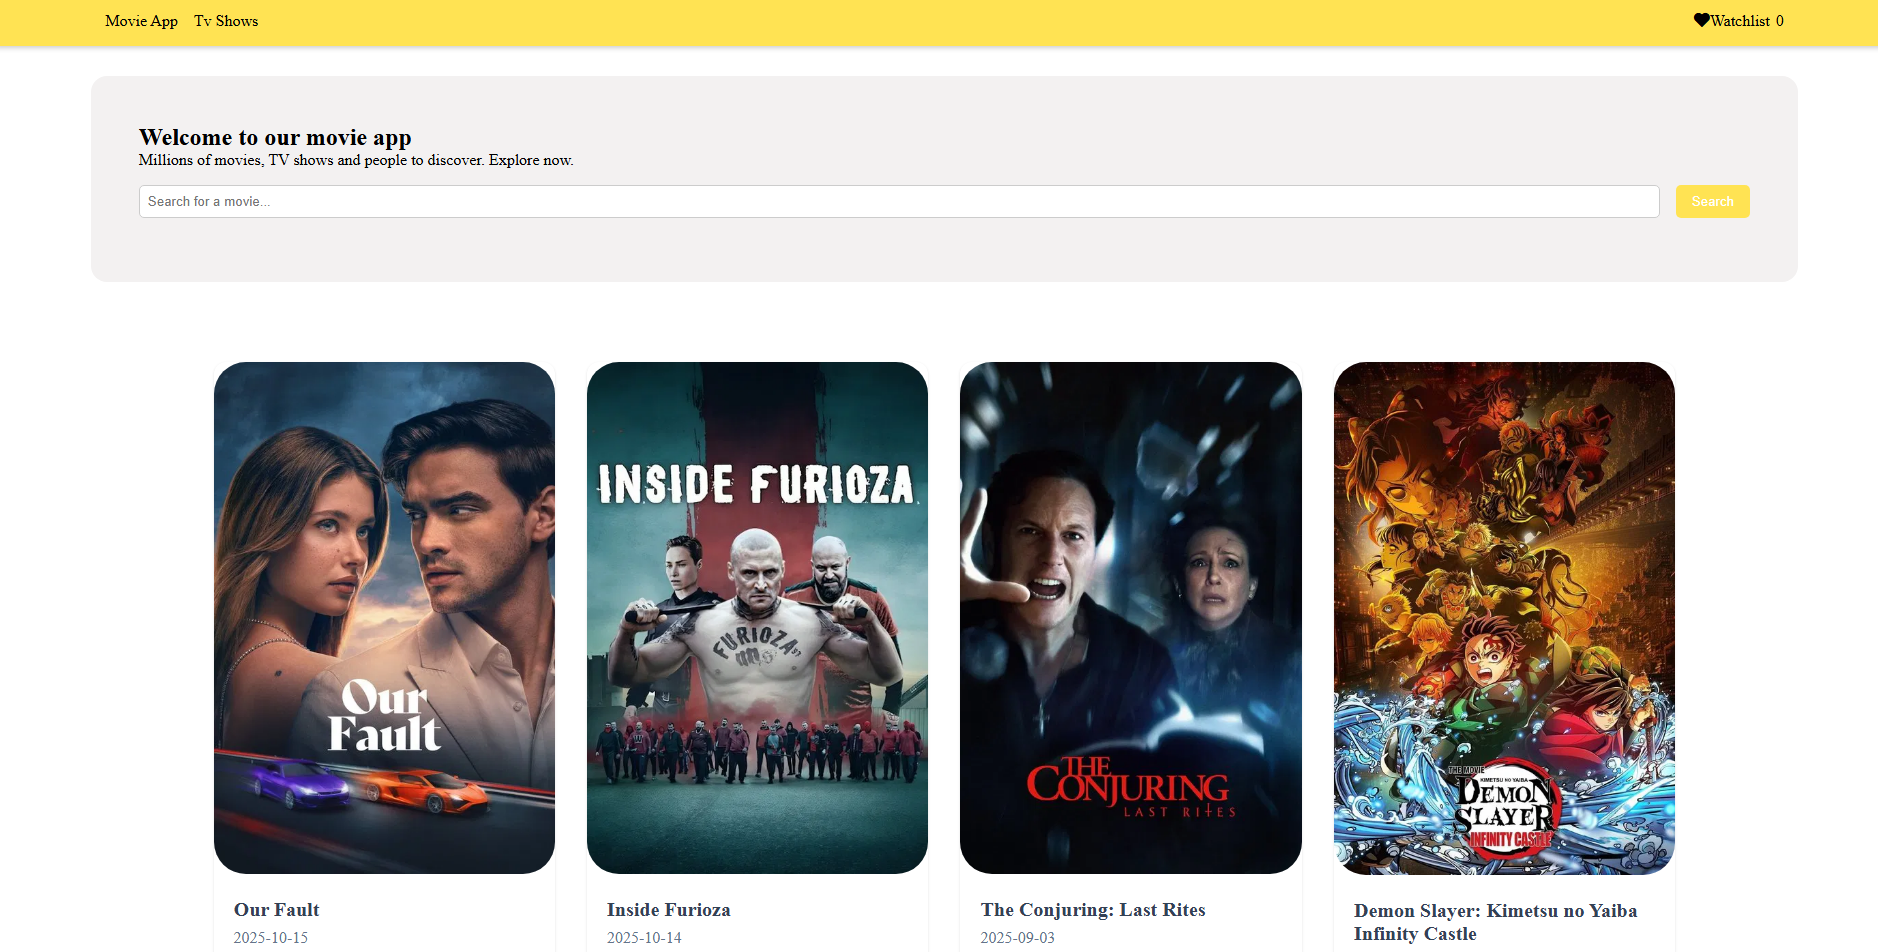 Movie App Tv Shows Watchlist 0
Welcome to our movie app
Millions of movies, TV shows and people to discover. Explore now.
Search for a movie... Search
Our
Fault
INSIDE FURIOZA
FURIOZA
THE
CONJURING
LAST RITES
THE MOVIE
KIMETSU NO YAIBA
DEMON
SLAYER
INFINITY CASTLE
Our Fault
2025-10-15
Inside Furioza
2025-10-14
The Conjuring: Last Rites
2025-09-03
Demon Slayer: Kimetsu no Yaiba
Infinity Castle